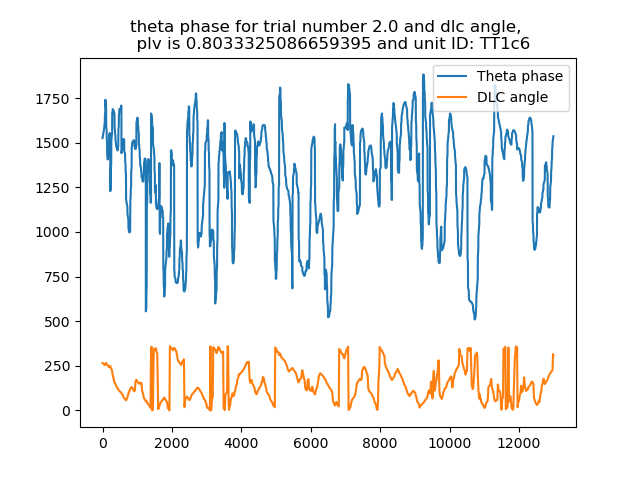 theta phase for trial number 2.0 and dlc angle,
plv is 0.8033325086659395 and unit ID: TT1c6
Theta phase
DLC angle
1750
1500
1250
1000
750
500
250
0
0 2000 4000 6000 8000 10000 12000